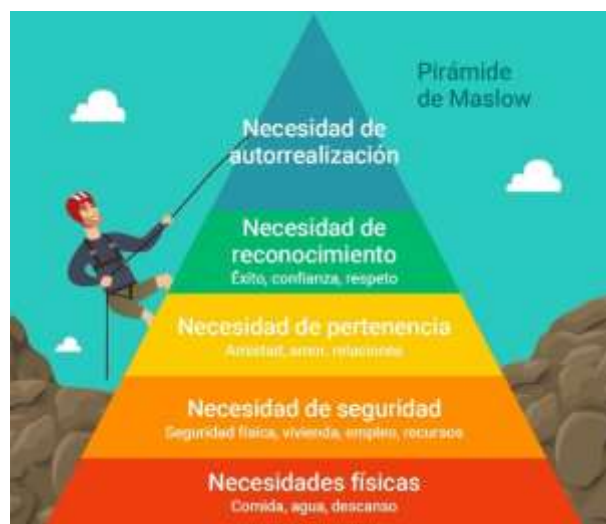 Pirámide
de Maslow
Necesidad de
autorrealización
Necesidad de
reconocimiento
Éxito, confianza, respeto
Necesidad de pertenencia
Amistad, amor, relaciones
Necesidad de seguridad
Seguridad física, vivienda, empleo, recursos
Necesidades físicas
Comida, agua, descanso